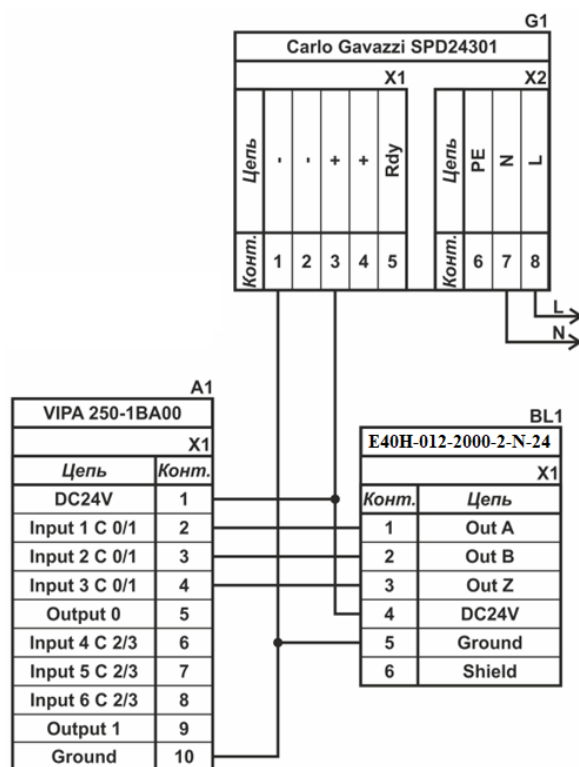 G1
Carlo Gavazzi SPD24301
X1 X2
Цепь - - + + Rdy Цепь PE N L
Конт. 1 2 3 4 5 Конт. 6 7 8
L
N
A1
VIPA 250-1BA00
X1
Цепь Конт.
DC24V 1
Input 1 C 0/1 2
Input 2 C 0/1 3
Input 3 C 0/1 4
Output 0 5
Input 4 C 2/3 6
Input 5 C 2/3 7
Input 6 C 2/3 8
Output 1 9
Ground 10
BL1
E40H-012-2000-2-N-24
X1
Конт. Цепь
1 Out A
2 Out B
3 Out Z
4 DC24V
5 Ground
6 Shield